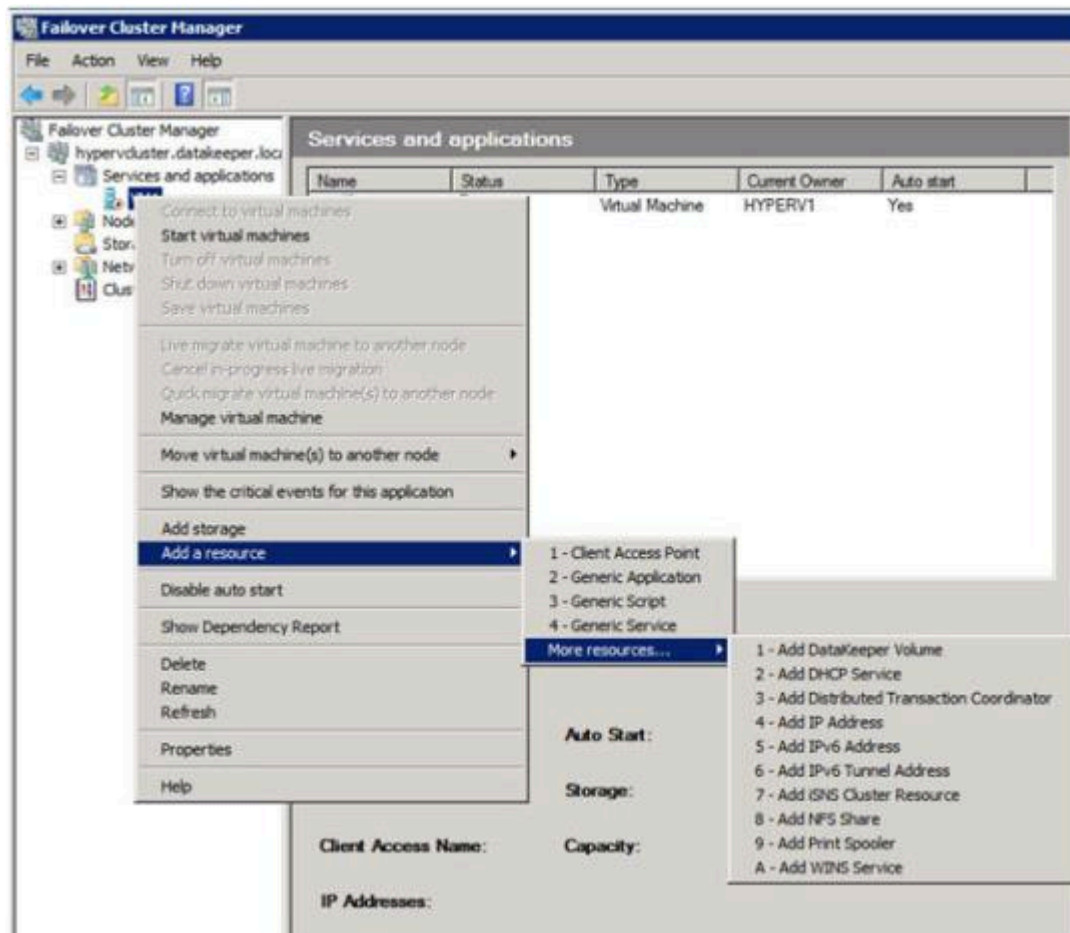 Failover Cluster Manager
File Action View Help
Failover Cluster Manager
hypervcluster.datakeeper.loca
Services and applications
Node
Stor
Netw
Clus
Services and applications
Name Status Type Current Owner Auto start
Virtual Machine HYPERV1 Yes
Connect to virtual machines
Start virtual machines
Turn off virtual machines
Shut down virtual machines
Save virtual machines
Live migrate virtual machine to another node
Cancel in-progress live migration
Quick migrate virtual machine(s) to another node
Manage virtual machine
Move virtual machine(s) to another node
Show the critical events for this application
Add storage
Add a resource
Disable auto start
Show Dependency Report
Delete
Rename
Refresh
Properties
Help
1 - Client Access Point
2 - Generic Application
3 - Generic Script
4 - Generic Service
More resources...
1 - Add DataKeeper Volume
2 - Add DHCP Service
3 - Add Distributed Transaction Coordinator
4 - Add IP Address
5 - Add IPv6 Address
6 - Add IPv6 Tunnel Address
7 - Add iSNS Cluster Resource
8 - Add NFS Share
9 - Add Print Spooler
A - Add WINS Service
Auto Start:
Storage:
Client Access Name: Capacity:
IP Addresses: